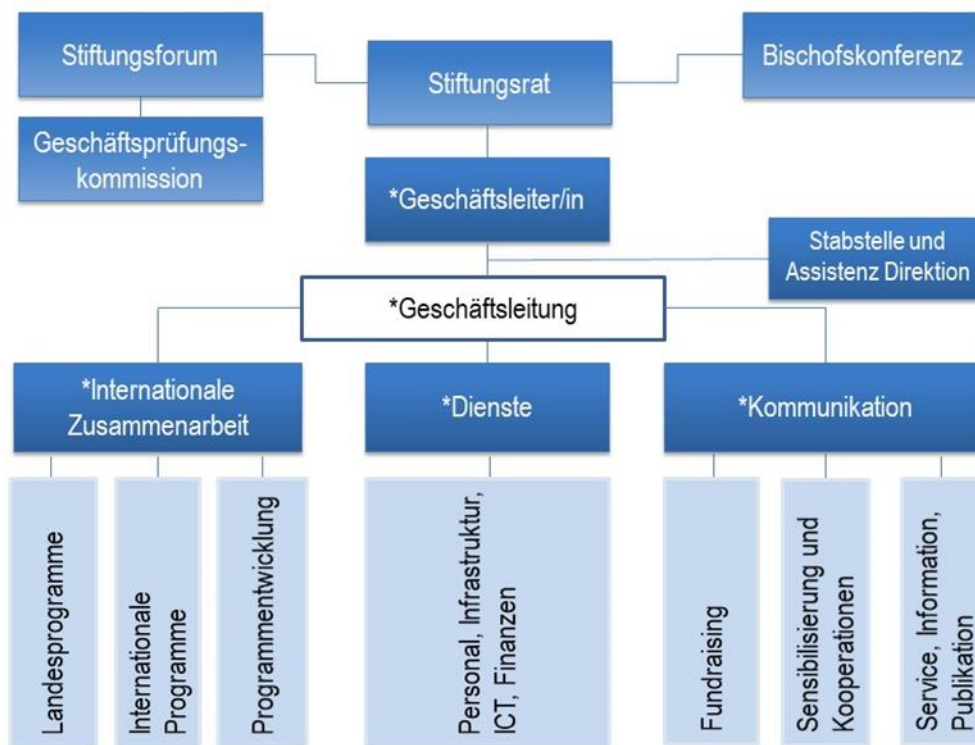 Stiftungsforum
Stiftungsrat
Bischofskonferenz
Geschäftsprüfungs-
kommission
*Geschäftsleiter/in
Stabstelle und
Assistenz Direktion
*Geschäftsleitung
*Internationale
Zusammenarbeit
*Dienste
*Kommunikation
Landesprogramme
Internationale
Programme
Programmentwicklung
Personal, Infrastruktur,
ICT, Finanzen
Fundraising
Sensibilisierung und
Kooperationen
Service, Information,
Publikation